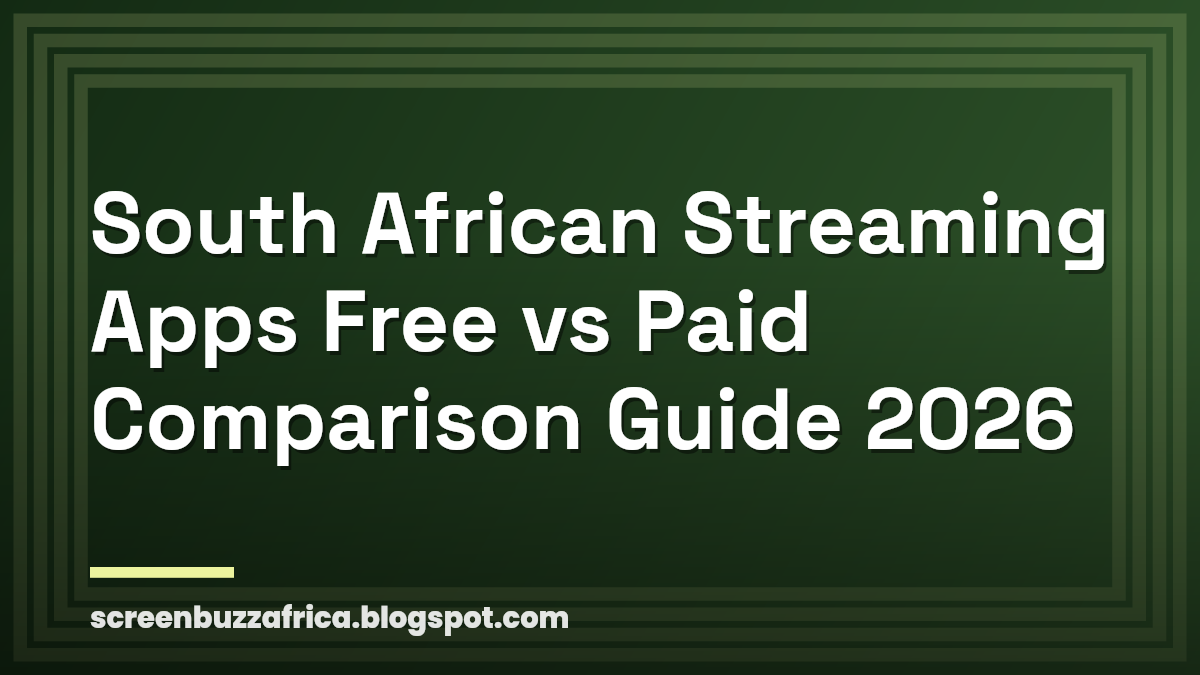 South African Streaming
Apps Free vs Paid
Comparison Guide 2026
screenbuzzafrica.blogspot.com